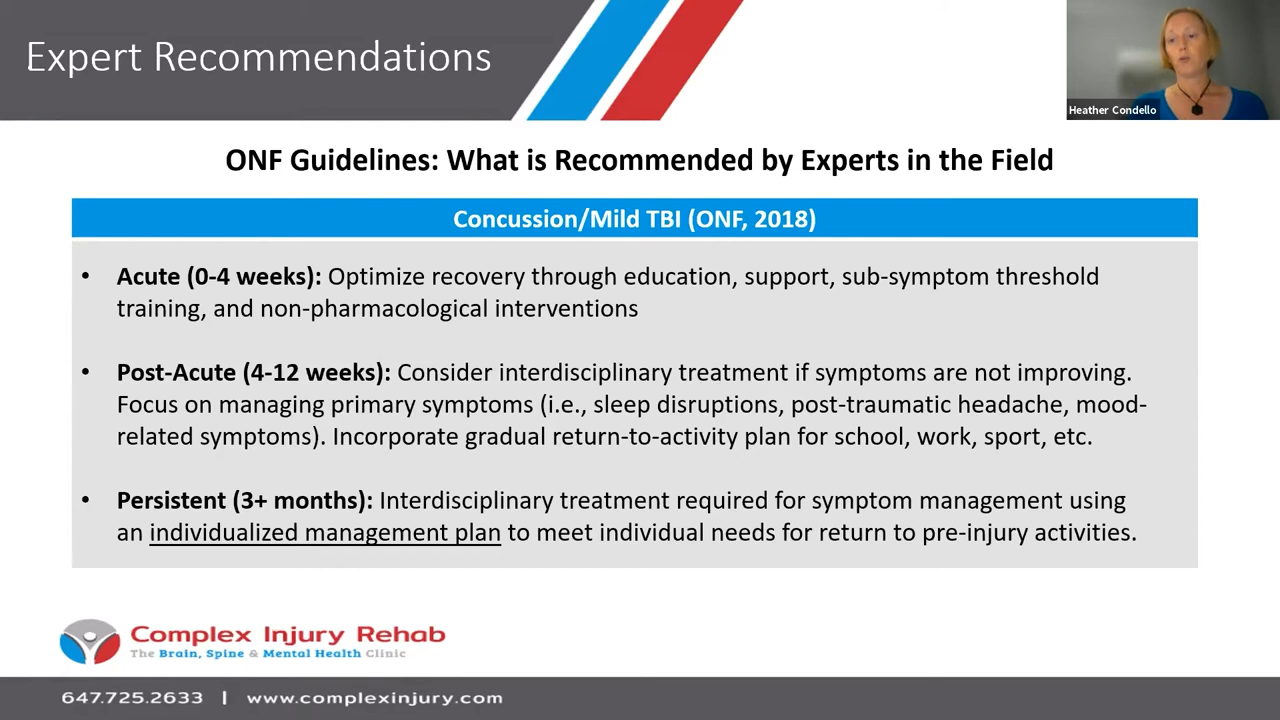 Expert Recommendations
Heather Condello
ONF Guidelines: What is Recommended by Experts in the Field
Concussion/Mild TBI (ONF, 2018)
• Acute (0-4 weeks): Optimize recovery through education, support, sub-symptom threshold
training, and non-pharmacological interventions
• Post-Acute (4-12 weeks): Consider interdisciplinary treatment if symptoms are not improving.
Focus on managing primary symptoms (i.e., sleep disruptions, post-traumatic headache, mood-
related symptoms). Incorporate gradual return-to-activity plan for school, work, sport, etc.
• Persistent (3+ months): Interdisciplinary treatment required for symptom management using
an individualized management plan to meet individual needs for return to pre-injury activities.
Complex Injury Rehab
The Brain, Spine & Mental Health Clinic
647.725.2633 | www.complexinjury.com